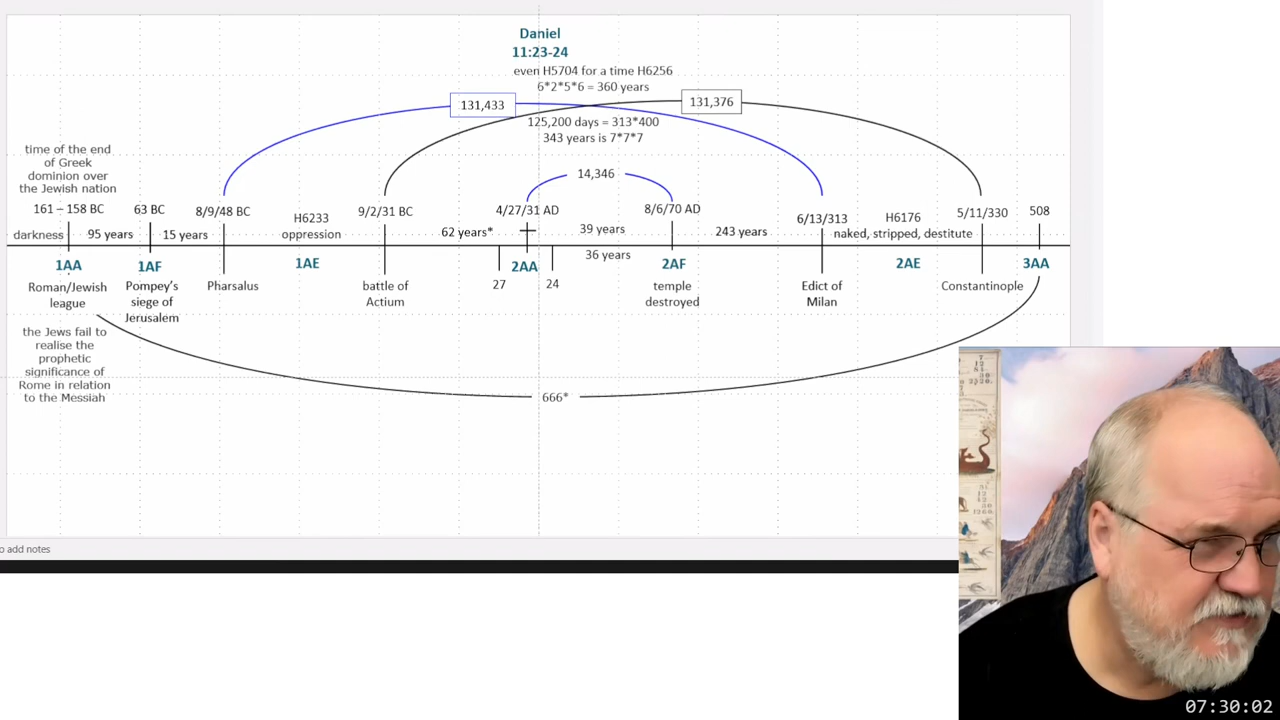 Daniel
11:23-24
even H5704 for a time H6256
6*2*5*6 = 360 years
131,433
131,376
125,200 days = 313*400
343 years is 7*7*7
14,346
time of the end
of Greek
dominion over
the Jewish nation
161 – 158 BC
63 BC
8/9/48 BC
H6233
oppression
9/2/31 BC
4/27/31 AD
8/6/70 AD
6/13/313
H6176
naked, stripped, destitute
5/11/330
508
darkness
95 years
15 years
62 years*
39 years
243 years
36 years
1AA
1AF
1AE
2AA
2AF
2AE
3AA
Roman/Jewish
league
Pompey's
siege of
Jerusalem
Pharsalus
battle of
Actium
27
24
temple
destroyed
Edict of
Milan
Constantinople
the Jews fail to
realise the
prophetic
significance of
Rome in relation
to the Messiah
666*
o add notes
07:30:02